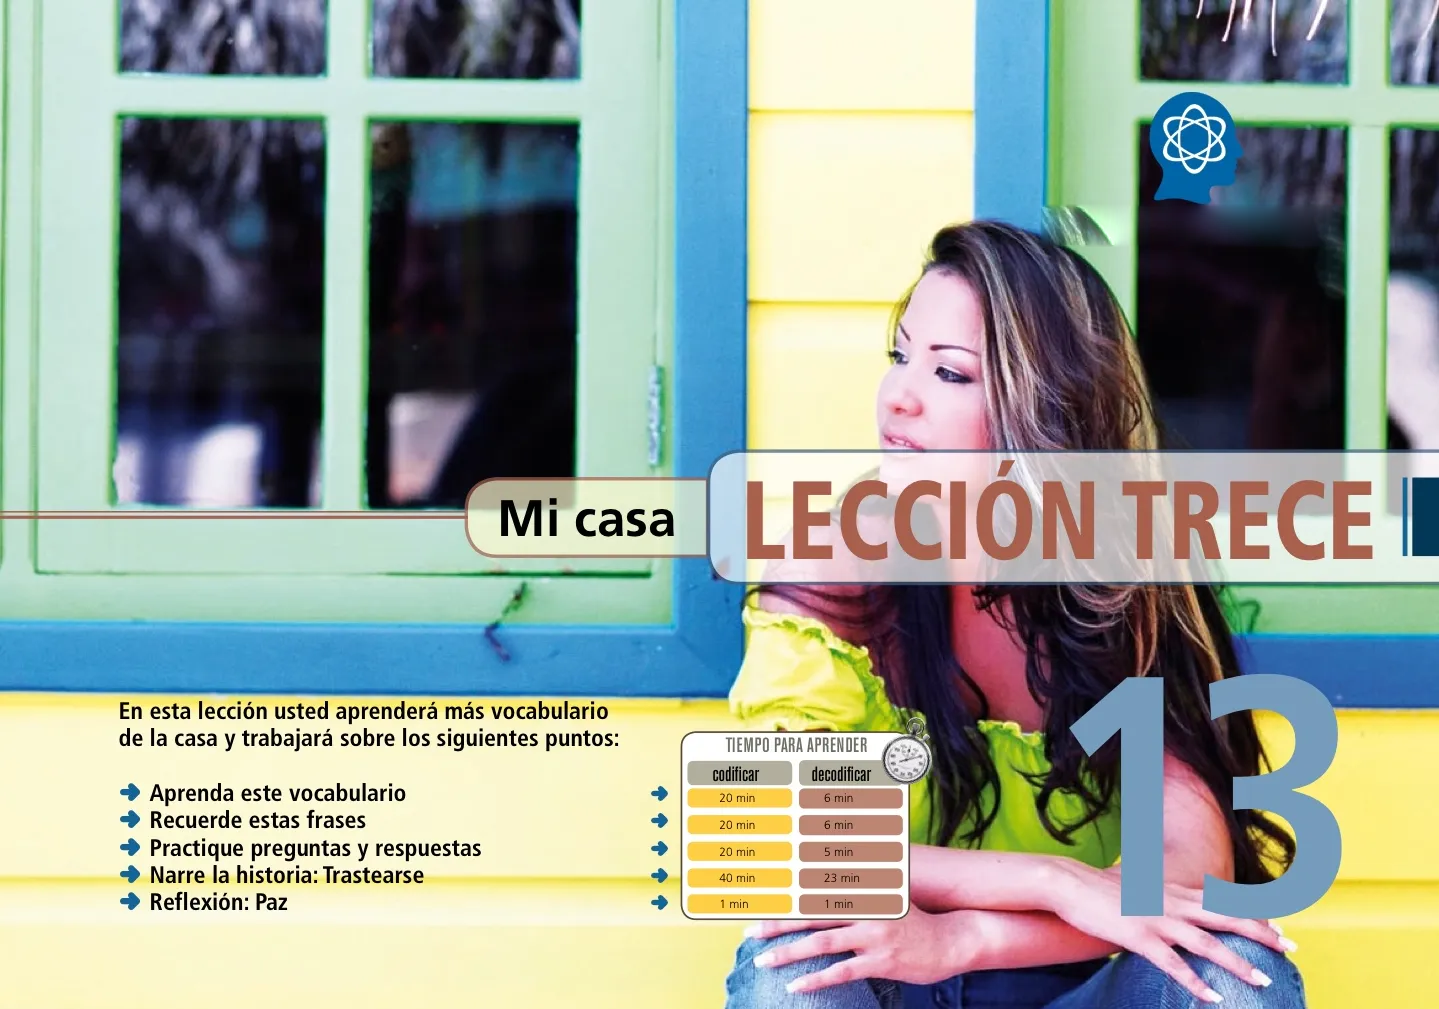 Mi casa
LECCIÓN TRECE
13
En esta lección usted aprenderá más vocabulario
de la casa y trabajará sobre los siguientes puntos:
Aprenda este vocabulario
Recuerde estas frases
Practique preguntas y respuestas
Narre la historia: Trastearse
Reflexión: Paz
TIEMPO PARA APRENDER
codificar decodificar
20 min 6 min
20 min 6 min
20 min 5 min
40 min 23 min
1 min 1 min